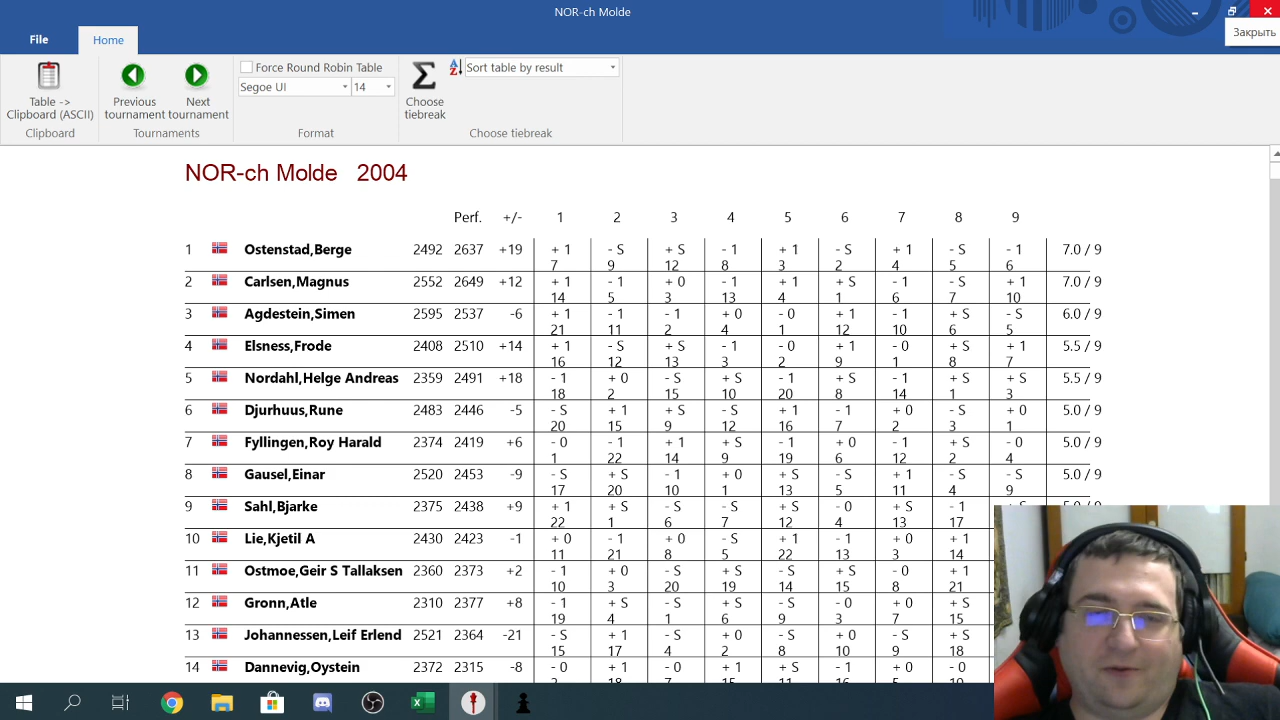 NOR-ch Molde
File Home Закрыть
Force Round Robin Table Sort table by result
Segoe UI 14
Table -> Previous Next Choose
Clipboard (ASCII) tournament tournament tiebreak
Clipboard Tournaments Format Choose tiebreak
NOR-ch Molde 2004
Perf. +/- 1 2 3 4 5 6 7 8 9
1 Ostenstad,Berge 2492 2637 +19 + 1 - S + S - 1 + 1 - S + 1 - S - 1 7.0 / 9
7 9 12 8 3 2 4 5 6
2 Carlsen,Magnus 2552 2649 +12 + 1 - 1 + 0 - 1 + 1 + S - 1 - S + 1 7.0 / 9
14 5 3 13 4 1 6 7 10
3 Agdestein,Simen 2595 2537 -6 + 1 - 1 - 1 + 0 - 0 + 1 - 1 + S - S 6.0 / 9
21 11 2 4 1 12 10 6 5
4 Elsness,Frode 2408 2510 +14 + 1 - S + S - 1 - 0 + 1 - 0 + S + 1 5.5 / 9
16 12 13 3 2 9 1 8 7
5 Nordahl,Helge Andreas 2359 2491 +18 - 1 + 0 - S + S - 1 + S - 1 + S + S 5.5 / 9
18 2 15 10 20 8 14 1 3
6 Djurhuus,Rune 2483 2446 -5 - S + 1 + S - S + 1 - 1 + 0 - S + 0 5.0 / 9
20 15 9 12 16 7 2 3 1
7 Fyllingen,Roy Harald 2374 2419 +6 - 0 - 1 + 1 + S - 1 + 0 - 1 + S - 0 5.0 / 9
1 22 14 9 19 6 12 2 4
8 Gausel,Einar 2520 2453 -9 - S + S - 1 + 0 + S - S + 1 - S - S 5.0 / 9
17 20 10 1 13 5 11 4 9
9 Sahl,Bjarke 2375 2438 +9 + 1 + S - S - S + S - 0 + S - 1
22 1 6 7 12 4 13 17
10 Lie,Kjetil A 2430 2423 -1 + 0 - 1 + 0 - S + 1 - 1 + 0 + 1
11 21 8 5 22 13 3 14
11 Ostmoe,Geir S Tallaksen 2360 2373 +2 - 1 + 0 - S + S - S + S - 0 + 1
10 3 20 19 14 15 8 21
12 Gronn,Atle 2310 2377 +8 - 1 + S - S + S - S - 0 + 0 + S
19 4 1 6 9 3 7 15
13 Johannessen,Leif Erlend 2521 2364 -21 - S + 1 - S + 0 - S + 0 - S + S
15 17 4 2 8 10 9 18
14 Dannevig,Oystein 2372 2315 -8 - 0 + 1 - 0 + 1 + S - 1 + 0 - 0